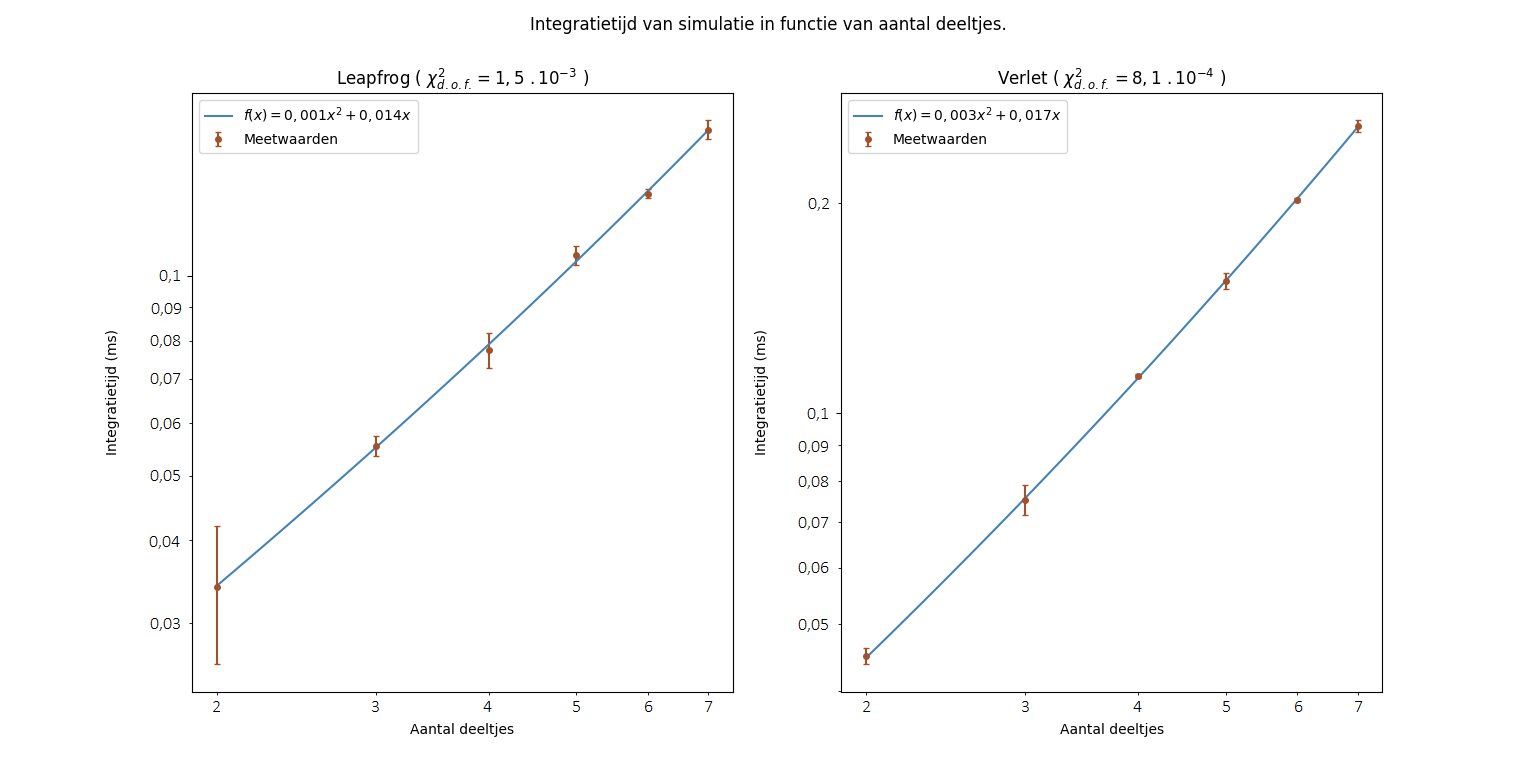 Integratietijd van simulatie in functie van aantal deeltjes.
Leapfrog ( χ²d.o.f. = 1, 5 .10⁻³ )
f(x) = 0, 001x² + 0, 014x
Meetwaarden
0,1
0,09
0,08
0,07
0,06
0,05
0,04
0,03
Integratietijd (ms)
2 3 4 5 6 7
Aantal deeltjes
Verlet ( χ²d.o.f. = 8, 1 .10⁻⁴ )
f(x) = 0, 003x² + 0, 017x
Meetwaarden
0,2
0,1
0,09
0,08
0,07
0,06
0,05
Integratietijd (ms)
2 3 4 5 6 7
Aantal deeltjes